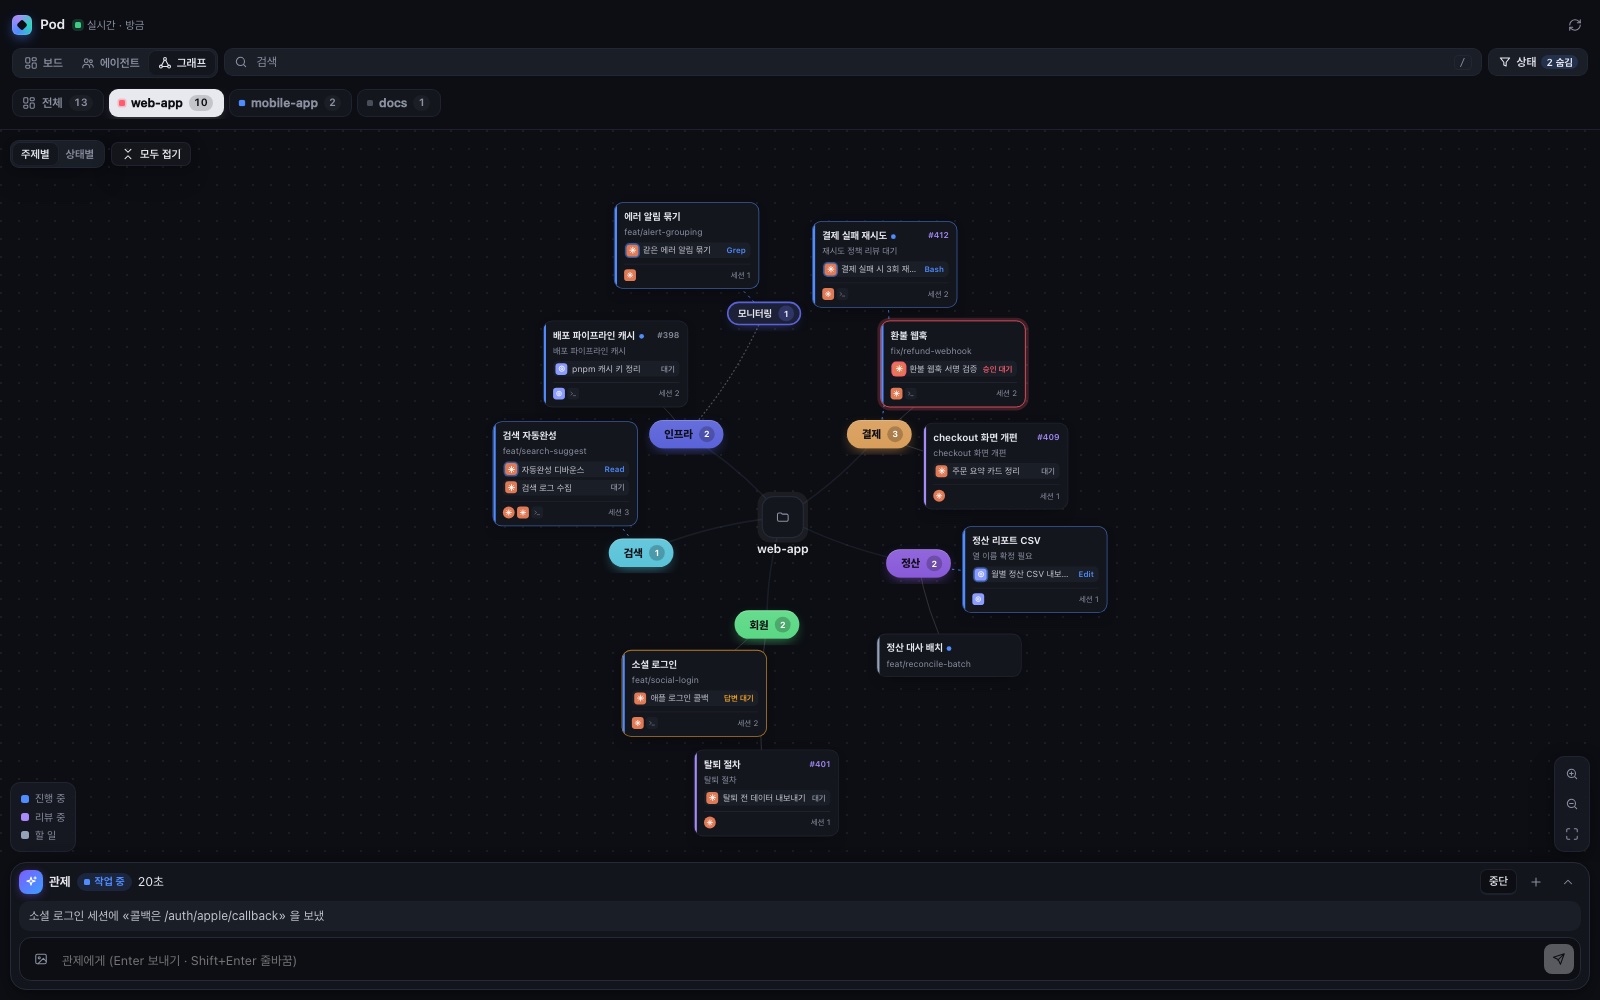 Pod 실시간 · 방금
보드 에이전트 그래프 검색 / 상태 2 숨김
전체 13 web-app 10 mobile-app 2 docs 1
주제별 상태별 모두 접기
에러 알림 묶기
feat/alert-grouping
같은 에러 알림 묶기 Grep
세션 1
결제 실패 재시도 #412
재시도 정책 리뷰 대기
결제 실패 시 3회 재... Bash
세션 2
모니터링 1
배포 파이프라인 캐시 #398
배포 파이프라인 캐시
pnpm 캐시 키 정리 대기
세션 2
환불 웹훅
fix/refund-webhook
환불 웹훅 서명 검증 승인 대기
세션 2
인프라 2
결제 3
검색 자동완성
feat/search-suggest
자동완성 디바운스 Read
검색 로그 수집 대기
세션 3
checkout 화면 개편 #409
checkout 화면 개편
주문 요약 카드 정리 대기
세션 1
web-app
검색 1
정산 2
정산 리포트 CSV
열 이름 확정 필요
월별 정산 CSV 내보... Edit
세션 1
회원 2
정산 대사 배치
feat/reconcile-batch
소셜 로그인
feat/social-login
애플 로그인 콜백 답변 대기
세션 2
탈퇴 절차 #401
탈퇴 절차
탈퇴 전 데이터 내보내기 대기
세션 1
진행 중
리뷰 중
할 일
관제 작업 중 20초 중단
소셜 로그인 세션에 «콜백은 /auth/apple/callback» 을 보냈
관제에게 (Enter 보내기 · Shift+Enter 줄바꿈)